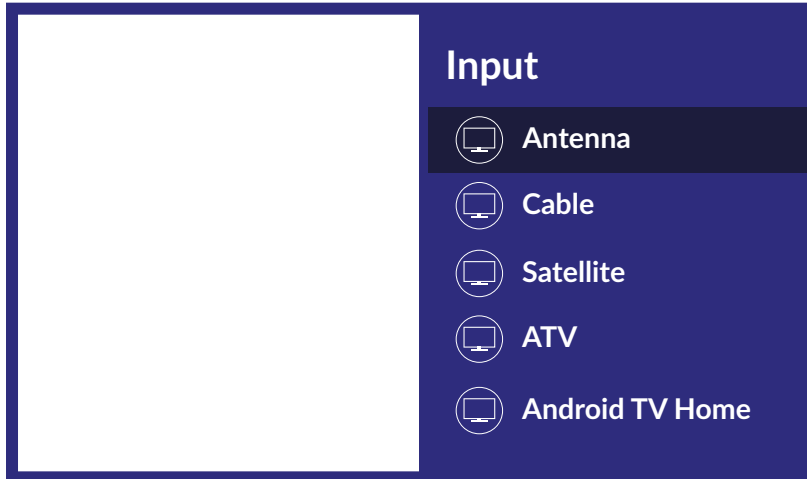 Input
Antenna
Cable
Satellite
ATV
Android TV Home